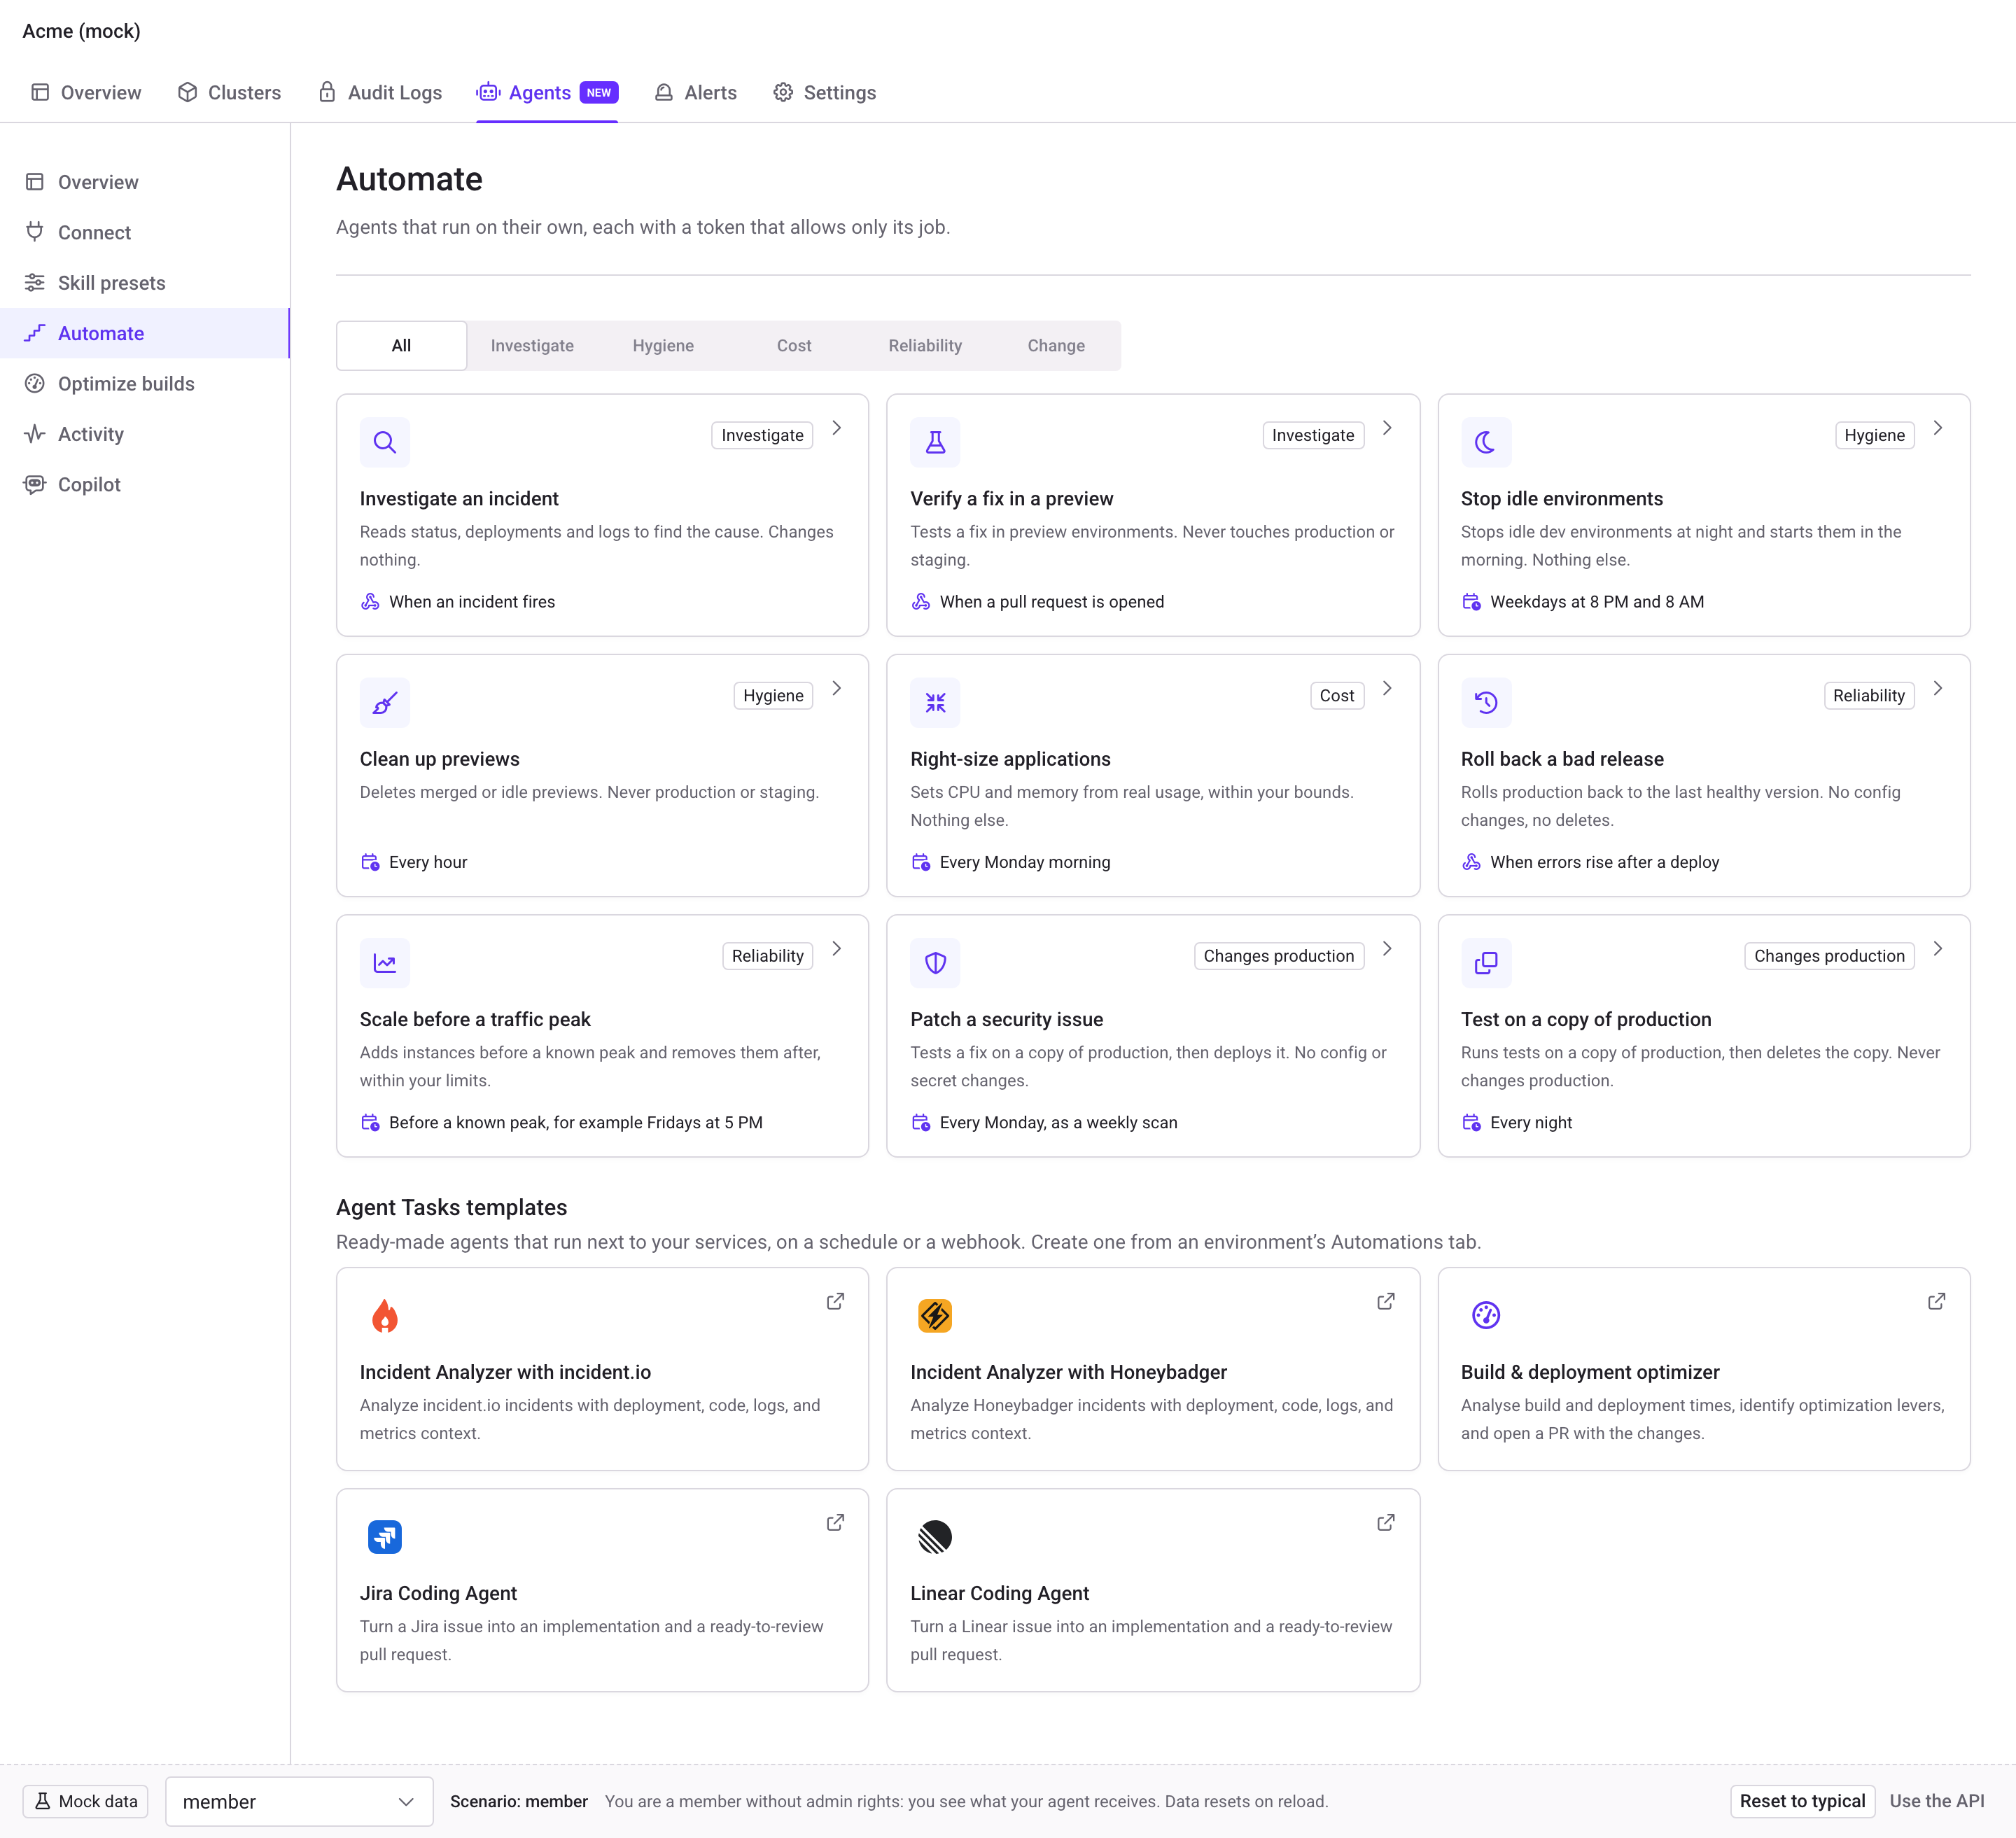 Acme (mock)
Overview
Clusters
Audit Logs
Agents NEW
Alerts
Settings
Overview
Connect
Skill presets
Automate
Optimize builds
Activity
Copilot
Automate
Agents that run on their own, each with a token that allows only its job.
All
Investigate
Hygiene
Cost
Reliability
Change
Investigate
Investigate an incident
Reads status, deployments and logs to find the cause. Changes
nothing.
When an incident fires
Investigate
Verify a fix in a preview
Tests a fix in preview environments. Never touches production or
staging.
When a pull request is opened
Hygiene
Stop idle environments
Stops idle dev environments at night and starts them in the
morning. Nothing else.
Weekdays at 8 PM and 8 AM
Hygiene
Clean up previews
Deletes merged or idle previews. Never production or staging.
Every hour
Cost
Right-size applications
Sets CPU and memory from real usage, within your bounds.
Nothing else.
Every Monday morning
Reliability
Roll back a bad release
Rolls production back to the last healthy version. No config
changes, no deletes.
When errors rise after a deploy
Reliability
Scale before a traffic peak
Adds instances before a known peak and removes them after,
within your limits.
Before a known peak, for example Fridays at 5 PM
Changes production
Patch a security issue
Tests a fix on a copy of production, then deploys it. No config or
secret changes.
Every Monday, as a weekly scan
Changes production
Test on a copy of production
Runs tests on a copy of production, then deletes the copy. Never
changes production.
Every night
Agent Tasks templates
Ready-made agents that run next to your services, on a schedule or a webhook. Create one from an environment’s Automations tab.
Incident Analyzer with incident.io
Analyze incident.io incidents with deployment, code, logs, and
metrics context.
Incident Analyzer with Honeybadger
Analyze Honeybadger incidents with deployment, code, logs, and
metrics context.
Build & deployment optimizer
Analyse build and deployment times, identify optimization levers,
and open a PR with the changes.
Jira Coding Agent
Turn a Jira issue into an implementation and a ready-to-review
pull request.
Linear Coding Agent
Turn a Linear issue into an implementation and a ready-to-review
pull request.
Mock data
member
Scenario: member
You are a member without admin rights: you see what your agent receives. Data resets on reload.
Reset to typical
Use the API